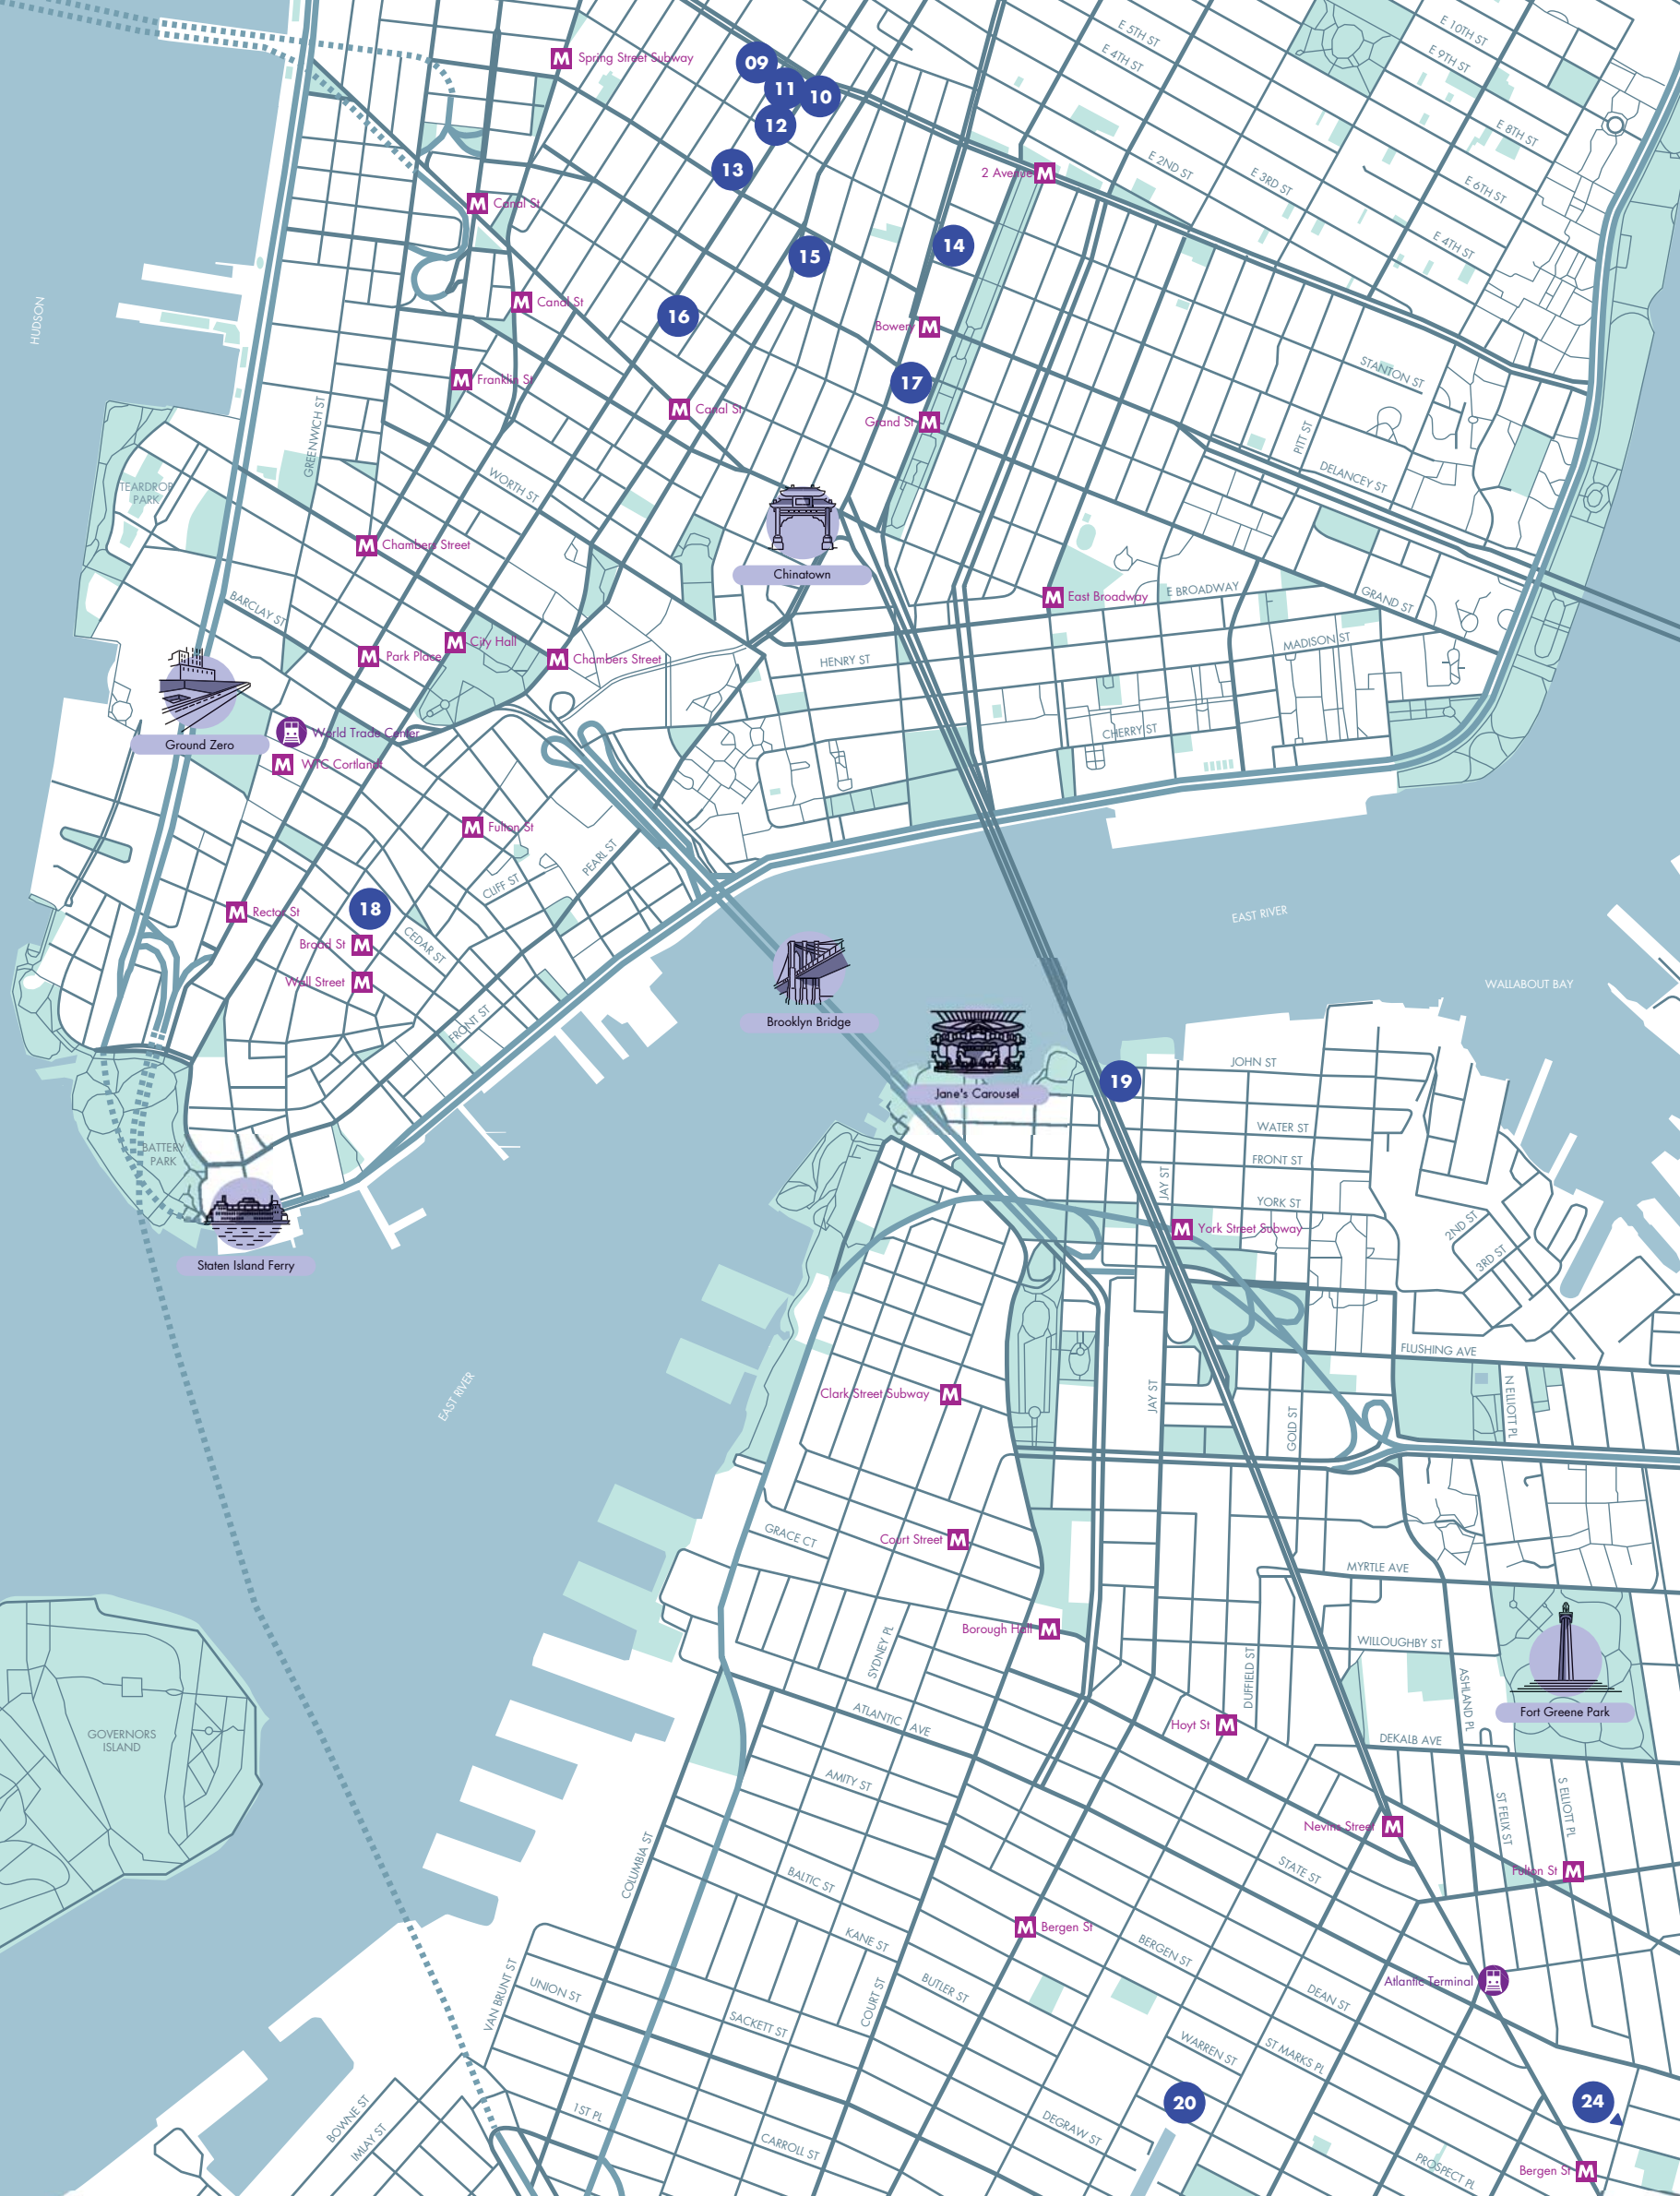 E 5TH ST
E 10TH ST
E 4TH ST
E 9TH ST
M Spring Street Subway
09
11
10
12
E 8TH ST
13
2 Avenue M
E 2ND ST
E 3RD ST
E 6TH ST
M Canal St
14
15
E 4TH ST
HUDSON
M Canal St
16
Bowery M
M Franklin St
17
STANTON ST
M Canal St
Grand St M
GREENWICH ST
PITT ST
WORTH ST
DELANCEY ST
TEARDROP
PARK
M Chambers Street
Chinatown
BARCLAY ST
M East Broadway
E BROADWAY
GRAND ST
M City Hall
MADISON ST
M Park Place
M Chambers Street
HENRY ST
World Trade Center
CHERRY ST
Ground Zero
M WTC Cortlandt
M Fulton St
PEARL ST
CLIFF ST
18
M Rector St
EAST RIVER
Broad St M
CEDAR ST
Wall Street M
WALLABOUT BAY
FRONT ST
Brooklyn Bridge
JOHN ST
19
Jane's Carousel
WATER ST
BATTERY
PARK
FRONT ST
JAY ST
YORK ST
M York Street Subway
2ND ST
3RD ST
Staten Island Ferry
FLUSHING AVE
EAST RIVER
Clark Street Subway M
JAY ST
GOLD ST
N ELLIOTT PL
GRACE CT
Court Street M
MYRTLE AVE
Borough Hall M
SYDNEY PL
WILLOUGHBY ST
DUFFIELD ST
ASHLAND PL
Fort Greene Park
ATLANTIC AVE
Hoyt St M
GOVERNORS
ISLAND
DEKALB AVE
AMITY ST
ST FELIX ST
S ELLIOTT PL
Nevins Street M
COLUMBIA ST
BALTIC ST
STATE ST
Fulton St M
M Bergen St
KANE ST
BERGEN ST
VAN BRUNT ST
UNION ST
COURT ST
BUTLER ST
Atlantic Terminal
DEAN ST
SACKETT ST
WARREN ST
ST MARKS PL
BOWNE ST
IMLAY ST
1ST PL
20
24
DEGRAW ST
CARROLL ST
PROSPECT PL
Bergen St M